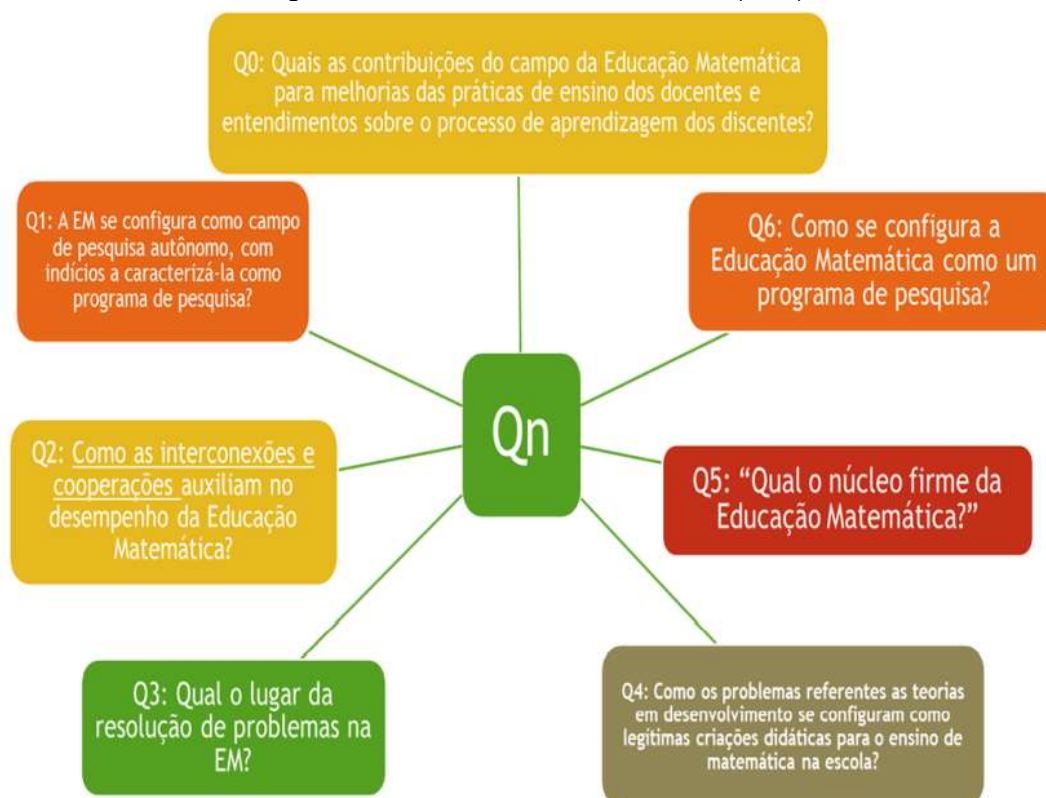 Q0: Quais as contribuições do campo da Educação Matemática
para melhorias das práticas de ensino dos docentes e
entendimentos sobre o processo de aprendizagem dos discentes?
Q1: A EM se configura como campo
de pesquisa autônomo, com
indícios a caracterizá-la como
programa de pesquisa?
Q6: Como se configura a
Educação Matemática como um
programa de pesquisa?
Qn
Q2: Como as interconexões e
cooperações auxiliam no
desempenho da Educação
Matemática?
Q5: “Qual o núcleo firme da
Educação Matemática?”
Q3: Qual o lugar da
resolução de problemas na
EM?
Q4: Como os problemas referentes as teorias
em desenvolvimento se configuram como
legítimas criações didáticas para o ensino de
matemática na escola?